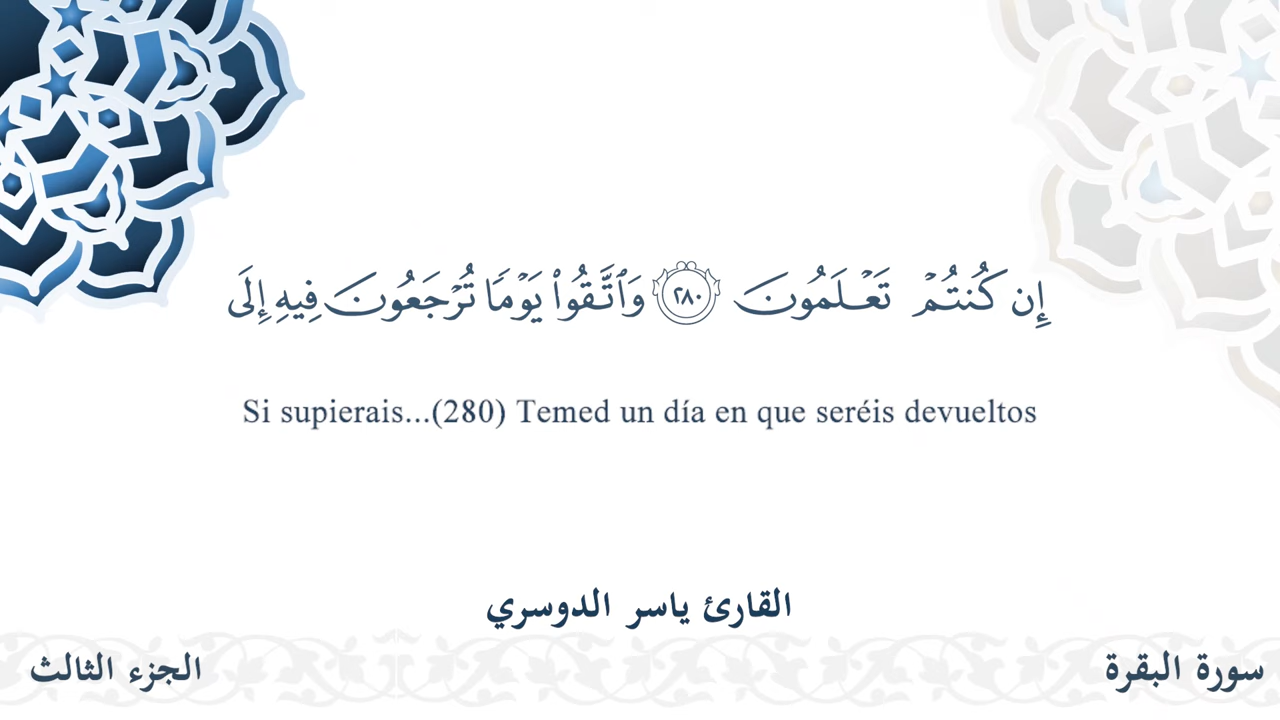 إِن كُنتُمْ تَعْلَمُونَ ٢٨٠ وَٱتَّقُوا۟ يَوْمًا تُرْجَعُونَ فِيهِ إِلَى
Si supierais...(280) Temed un día en que seréis devueltos
القارئ ياسر الدوسري
سورة البقرة
الجزء الثالث